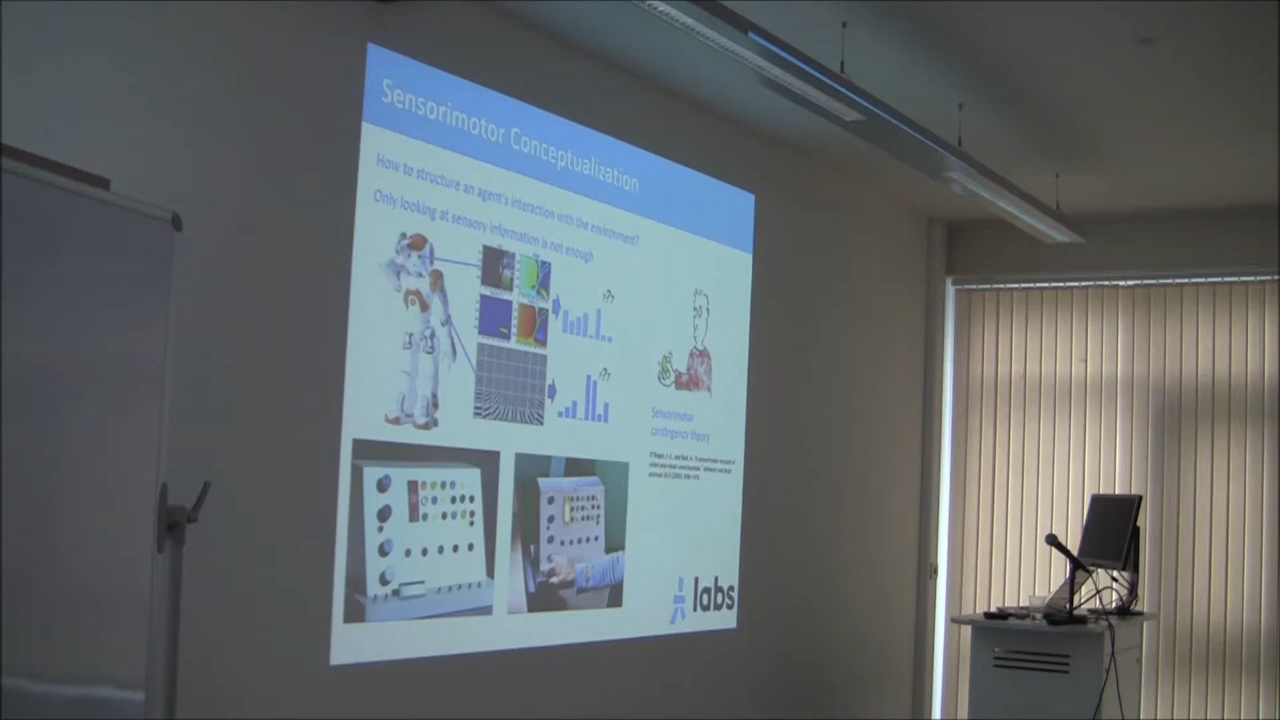 Sensorimotor Conceptualization
How to structure an agent's interaction with the environment?
Only looking at sensory information is not enough
???
???
Sensorimotor
contingency theory
labs